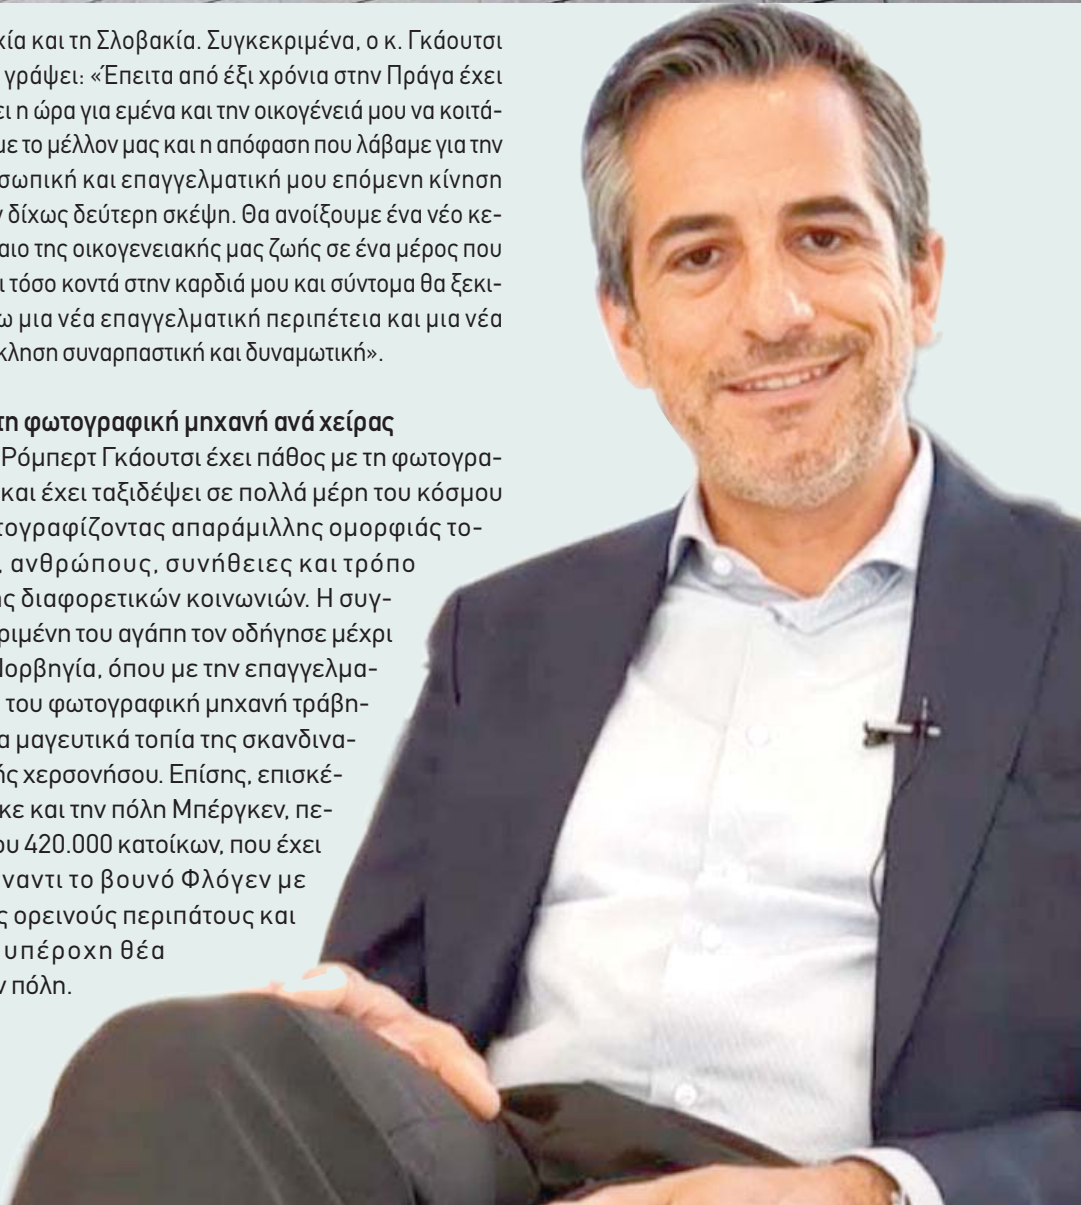 χία και τη Σλοβακία. Συγκεκριμένα, ο κ. Γκάουτσι
γράψει: «Έπειτα από έξι χρόνια στην Πράγα έχει
ει η ώρα για εμένα και την οικογένειά μου να κοιτά-
με το μέλλον μας και η απόφαση που λάβαμε για την
σωπική και επαγγελματική μου επόμενη κίνηση
ν δίχως δεύτερη σκέψη. Θα ανοίξουμε ένα νέο κε-
αιο της οικογενειακής μας ζωής σε ένα μέρος που
ι τόσο κοντά στην καρδιά μου και σύντομα θα ξεκι-
ω μια νέα επαγγελματική περιπέτεια και μια νέα
κληση συναρπαστική και δυναμωτική».
τη φωτογραφική μηχανή ανά χείρας
Ρόμπερτ Γκάουτσι έχει πάθος με τη φωτογρα-
και έχει ταξιδέψει σε πολλά μέρη του κόσμου
τογραφίζοντας απαράμιλλης ομορφιάς το-
, ανθρώπους, συνήθειες και τρόπο
ς διαφορετικών κοινωνιών. Η συγ-
ριμένη του αγάπη τον οδήγησε μέχρι
Νορβηγία, όπου με την επαγγελμα-
του φωτογραφική μηχανή τράβη-
α μαγευτικά τοπία της σκανδινα-
ής χερσονήσου. Επίσης, επισκέ-
κε και την πόλη Μπέργκεν, πε-
ου 420.000 κατοίκων, που έχει
ναντι το βουνό Φλόγεν με
ς ορεινούς περιπάτους και
υπέροχη θέα
ν πόλη.